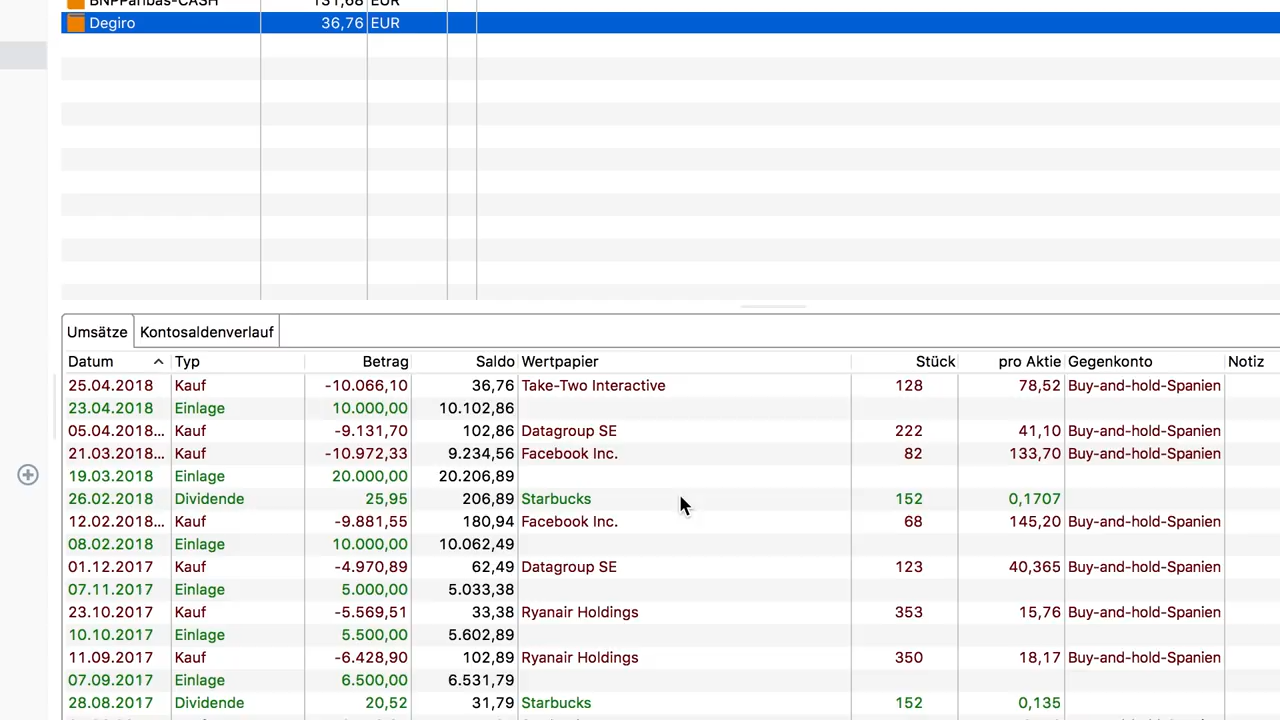 BNPParibas-CASH 131,68 EUR
Degiro 36,76 EUR
Umsätze Kontosaldenverlauf
Datum Typ Betrag Saldo Wertpapier Stück pro Aktie Gegenkonto Notiz
25.04.2018 Kauf -10.066,10 36,76 Take-Two Interactive 128 78,52 Buy-and-hold-Spanien
23.04.2018 Einlage 10.000,00 10.102,86
05.04.2018... Kauf -9.131,70 102,86 Datagroup SE 222 41,10 Buy-and-hold-Spanien
21.03.2018... Kauf -10.972,33 9.234,56 Facebook Inc. 82 133,70 Buy-and-hold-Spanien
19.03.2018 Einlage 20.000,00 20.206,89
26.02.2018 Dividende 25,95 206,89 Starbucks 152 0,1707
12.02.2018... Kauf -9.881,55 180,94 Facebook Inc. 68 145,20 Buy-and-hold-Spanien
08.02.2018 Einlage 10.000,00 10.062,49
01.12.2017 Kauf -4.970,89 62,49 Datagroup SE 123 40,365 Buy-and-hold-Spanien
07.11.2017 Einlage 5.000,00 5.033,38
23.10.2017 Kauf -5.569,51 33,38 Ryanair Holdings 353 15,76 Buy-and-hold-Spanien
10.10.2017 Einlage 5.500,00 5.602,89
11.09.2017 Kauf -6.428,90 102,89 Ryanair Holdings 350 18,17 Buy-and-hold-Spanien
07.09.2017 Einlage 6.500,00 6.531,79
28.08.2017 Dividende 20,52 31,79 Starbucks 152 0,135